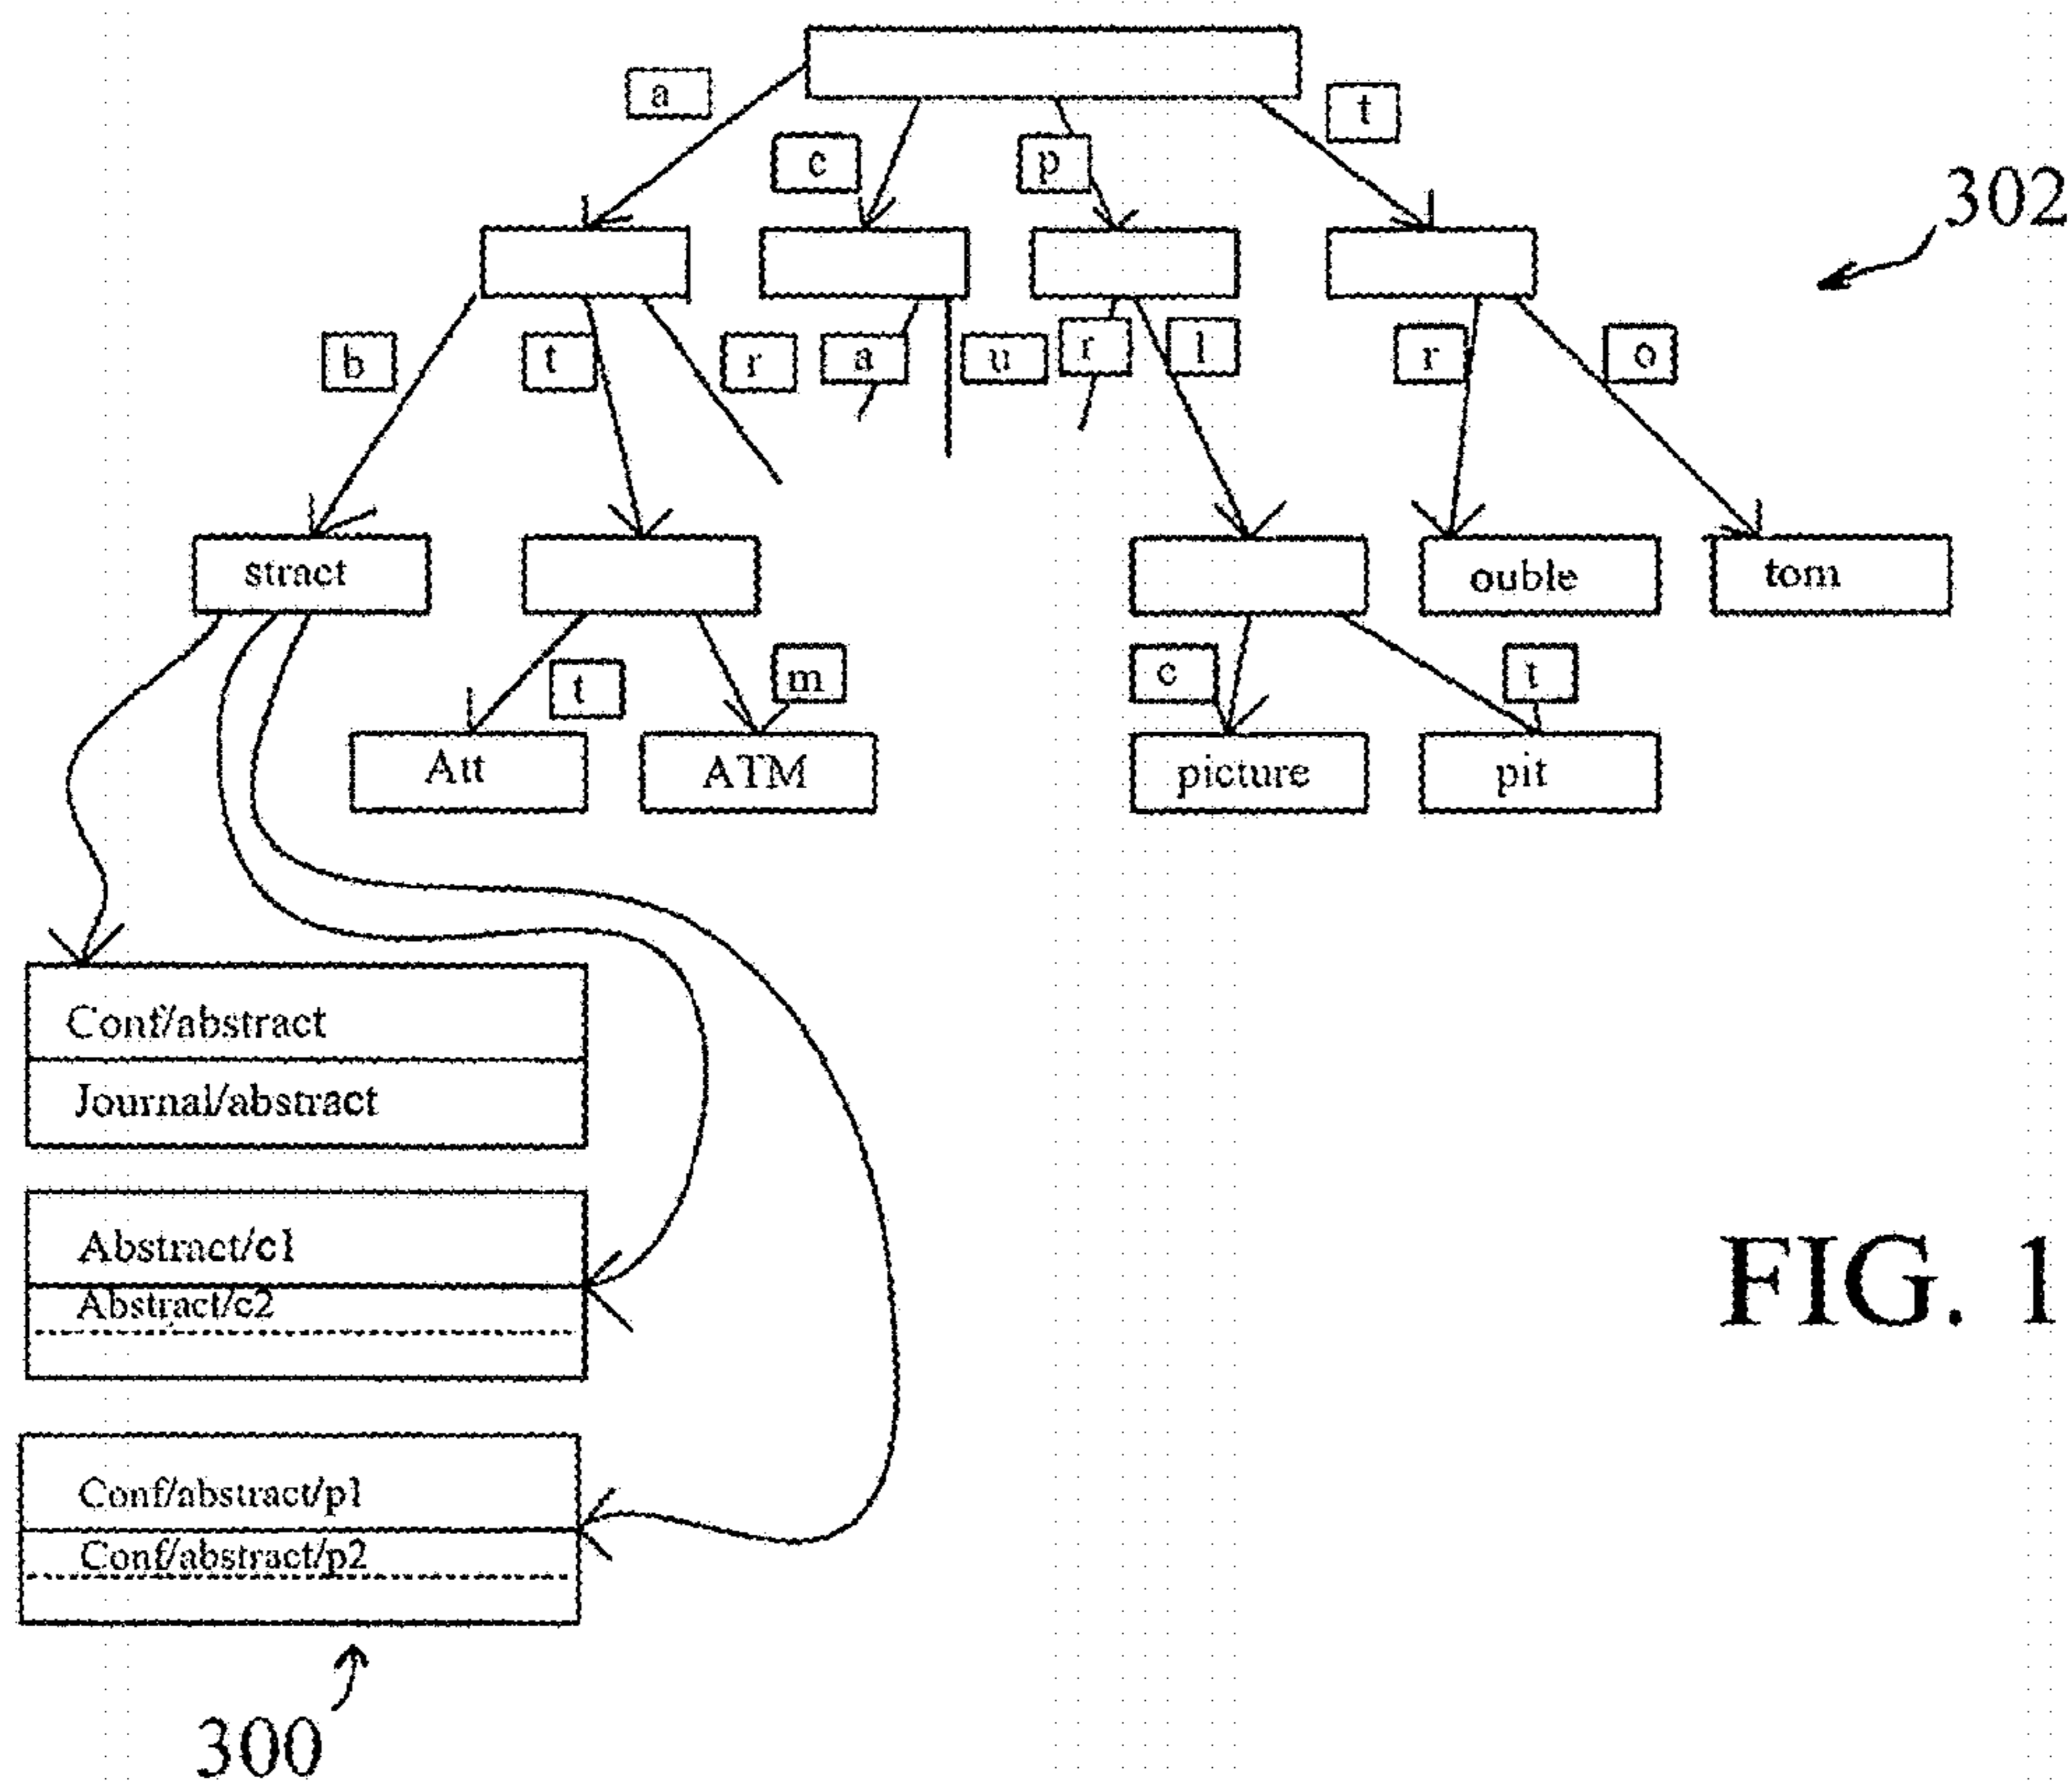 a
c
p
t
302
b
t
r
a
u
r
l
r
o
stract
ouble
tom
t
m
c
t
Att
ATM
picture
pit
Conf/abstract
Journal/abstract
Abstract/c1
Abstract/c2
Conf/abstract/p1
Conf/abstract/p2
300
FIG. 1